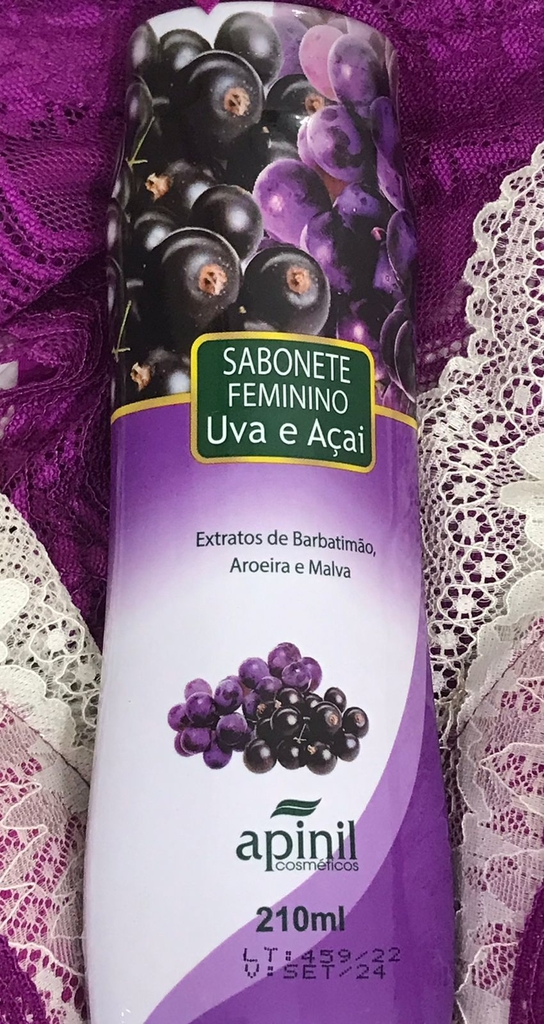 SABONETE
FEMININO
Uva e Açai
Extratos de Barbatimão,
Aroeira e Malva
apinil
cosméticos
210ml
LT:459/22
V:SET/24